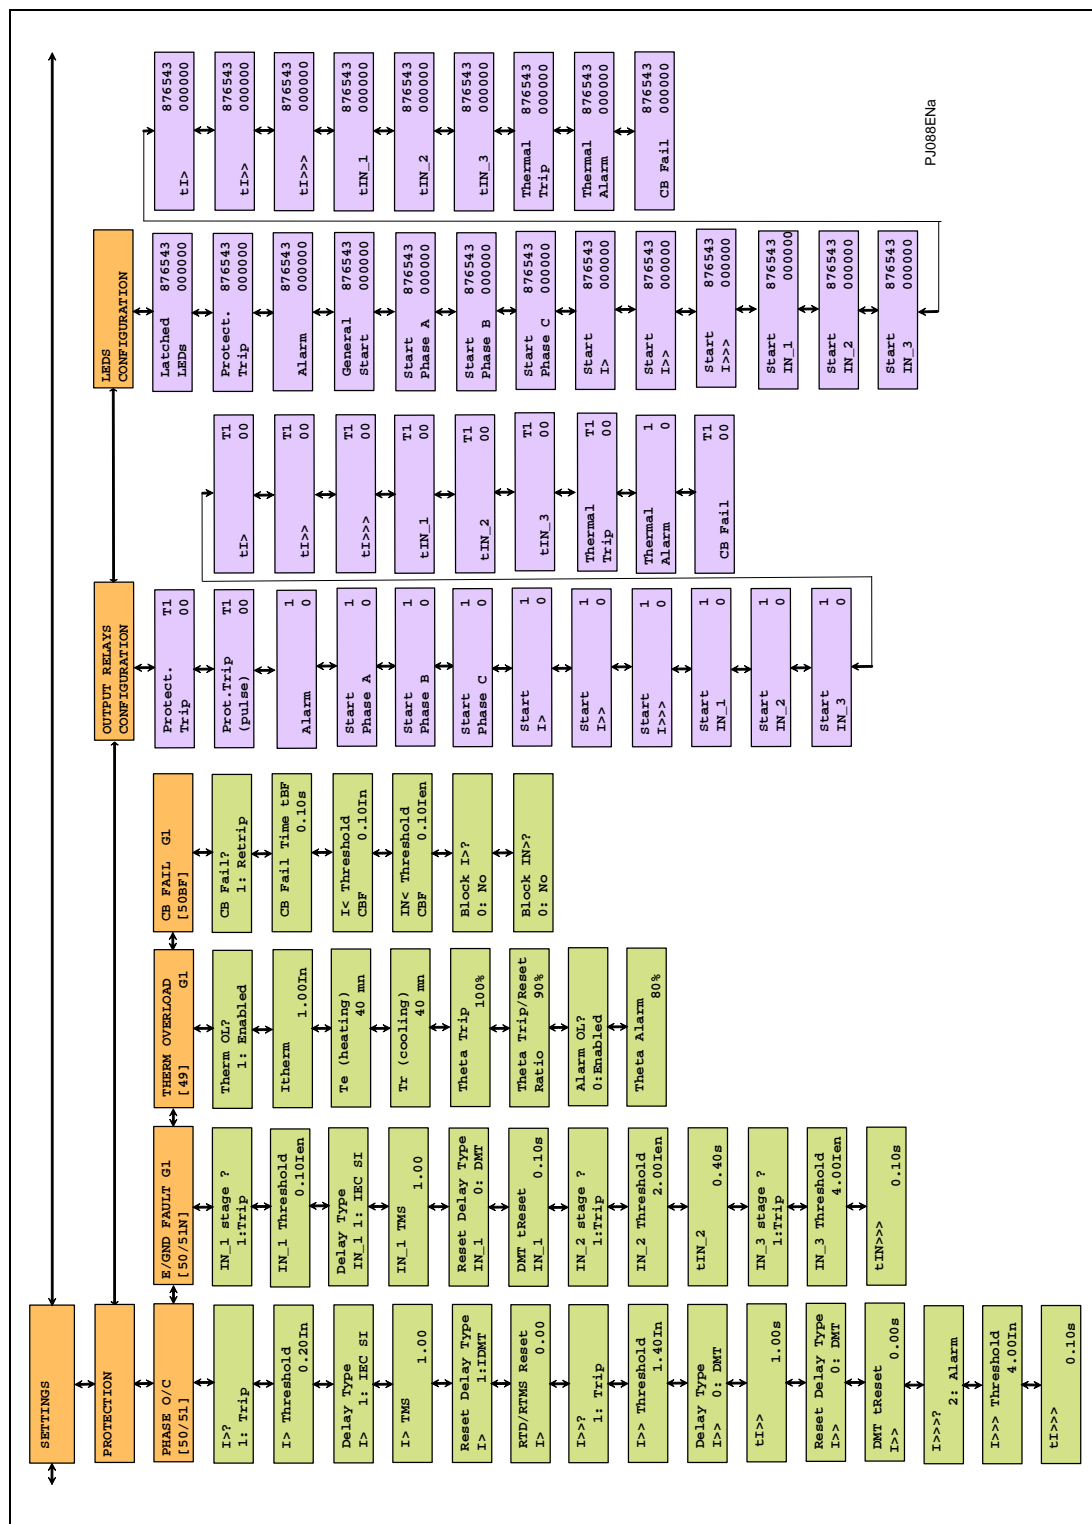 SETTINGS
PROTECTION
PHASE O/C
[50/51]
I>?
1: Trip
I> Threshold
0.20In
Delay Type
I> 1: IEC SI
I> TMS
1.00
Reset Delay Type
I> 1:IDMT
RTD/RTMS Reset
I> 0.00
I>>?
1: Trip
I>> Threshold
1.40In
Delay Type
I>> 0: DMT
tI>>
1.00s
Reset Delay Type
I>> 0: DMT
DMT tReset
I>> 0.00s
I>>>?
2: Alarm
I>>> Threshold
4.00In
tI>>>
0.10s
E/GND FAULT G1
[50/51N]
IN_1 stage ?
1:Trip
IN_1 Threshold
0.10Ien
Delay Type
IN_1 1: IEC SI
IN_1 TMS
1.00
Reset Delay Type
IN_1 0: DMT
DMT tReset
IN_1 0.10s
IN_2 stage ?
1:Trip
IN_2 Threshold
2.00Ien
tIN_2
0.40s
IN_3 stage ?
1:Trip
IN_3 Threshold
4.00Ien
tIN>>>
0.10s
THERM OVERLOAD
[49] G1
Therm OL?
1: Enabled
Itherm
1.00In
Te (heating)
40 mn
Tr (cooling)
40 mn
Theta Trip
100%
Theta Trip/Reset
Ratio 90%
Alarm OL?
0:Enabled
Theta Alarm
80%
CB FAIL G1
[50BF]
CB Fail?
1: Retrip
CB Fail Time tBF
0.10s
I< Threshold
CBF 0.10In
IN< Threshold
CBF 0.10Ien
Block I>?
0: No
Block IN>?
0: No
OUTPUT RELAYS
CONFIGURATION
Protect. T1
Trip 00
Prot.Trip T1
(pulse) 00
1
Alarm 0
Start 1
Phase A 0
Start 1
Phase B 0
Start 1
Phase C 0
Start 1
I> 0
Start 1
I>> 0
Start 1
I>>> 0
Start 1
IN_1 0
Start 1
IN_2 0
Start 1
IN_3 0
T1
tI> 00
T1
tI>> 00
T1
tI>>> 00
T1
tIN_1 00
T1
tIN_2 00
T1
tIN_3 00
Thermal T1
Trip 00
Thermal 1
Alarm 0
T1
CB Fail 00
LEDS
CONFIGURATION
Latched 876543
LEDs 000000
Protect. 876543
Trip 000000
876543
Alarm 000000
General 876543
Start 000000
Start 876543
Phase A 000000
Start 876543
Phase B 000000
Start 876543
Phase C 000000
Start 876543
I> 000000
Start 876543
I>> 000000
Start 876543
I>>> 000000
Start 876543
IN_1 000000
Start 876543
IN_2 000000
Start 876543
IN_3 000000
876543
tI> 000000
876543
tI>> 000000
876543
tI>>> 000000
876543
tIN_1 000000
876543
tIN_2 000000
876543
tIN_3 000000
Thermal 876543
Trip 000000
Thermal 876543
Alarm 000000
876543
CB Fail 000000
PJ088ENa